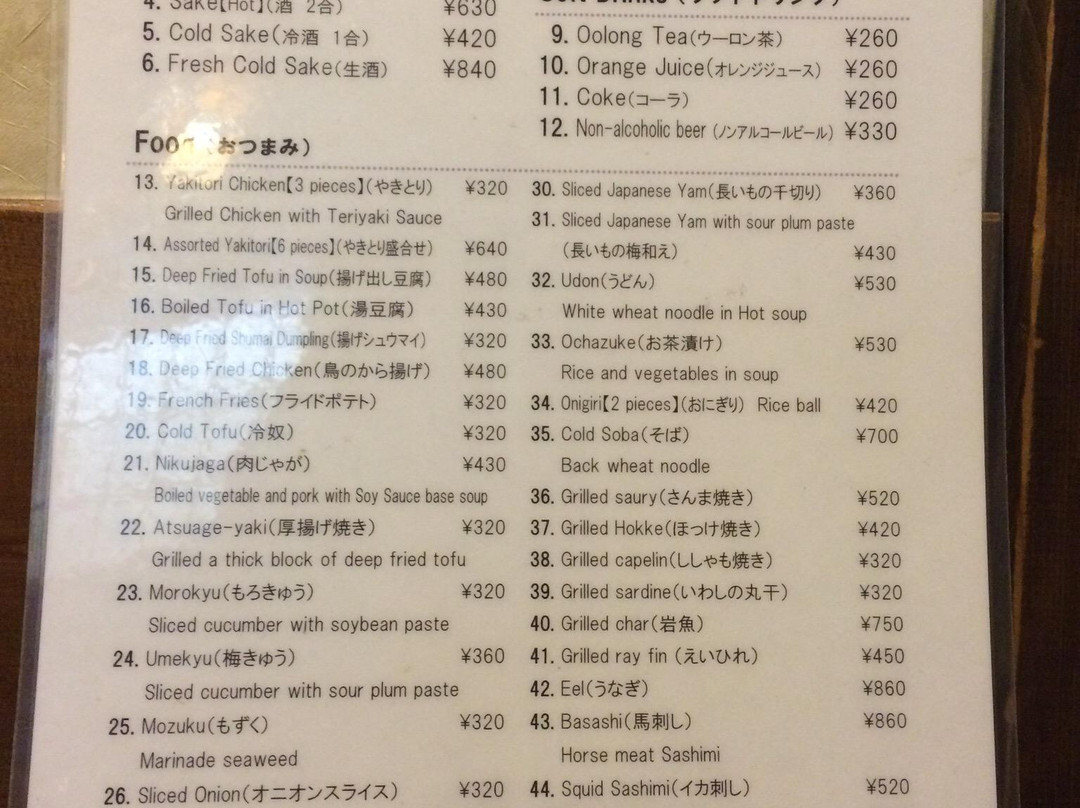 4. Sake【Hot】(酒 2合) ¥630
5. Cold Sake(冷酒 1合) ¥420
6. Fresh Cold Sake(生酒) ¥840
9. Oolong Tea(ウーロン茶) ¥260
10. Orange Juice(オレンジジュース) ¥260
11. Coke(コーラ) ¥260
12. Non-alcoholic beer (ノンアルコールビール) ¥330
Food (おつまみ)
13. Yakitori Chicken【3 pieces】(やきとり) ¥320
Grilled Chicken with Teriyaki Sauce
14. Assorted Yakitori【6 pieces】(やきとり盛合せ) ¥640
15. Deep Fried Tofu in Soup(揚げ出し豆腐) ¥480
16. Boiled Tofu in Hot Pot(湯豆腐) ¥430
17. Deep Fried Shumai Dumpling(揚げシュウマイ) ¥320
18. Deep Fried Chicken(鳥のから揚げ) ¥480
19. French Fries(フライドポテト) ¥320
20. Cold Tofu(冷奴) ¥320
21. Nikujaga(肉じゃが) ¥430
Boiled vegetable and pork with Soy Sauce base soup
22. Atsuage-yaki(厚揚げ焼き) ¥320
Grilled a thick block of deep fried tofu
23. Morokyu(もろきゅう) ¥320
Sliced cucumber with soybean paste
24. Umekyu(梅きゅう) ¥360
Sliced cucumber with sour plum paste
25. Mozuku(もずく) ¥320
Marinade seaweed
26. Sliced Onion(オニオンスライス) ¥320
30. Sliced Japanese Yam(長いもの千切り) ¥360
31. Sliced Japanese Yam with sour plum paste
(長いもの梅和え) ¥430
32. Udon(うどん) ¥530
White wheat noodle in Hot soup
33. Ochazuke(お茶漬け) ¥530
Rice and vegetables in soup
34. Onigiri【2 pieces】(おにぎり) Rice ball ¥420
35. Cold Soba(そば) ¥700
Back wheat noodle
36. Grilled saury(さんま焼き) ¥520
37. Grilled Hokke(ほっけ焼き) ¥420
38. Grilled capelin(ししゃも焼き) ¥320
39. Grilled sardine(いわしの丸干) ¥320
40. Grilled char(岩魚) ¥750
41. Grilled ray fin (えいひれ) ¥450
42. Eel(うなぎ) ¥860
43. Basashi(馬刺し) ¥860
Horse meat Sashimi
44. Squid Sashimi(イカ刺し) ¥520